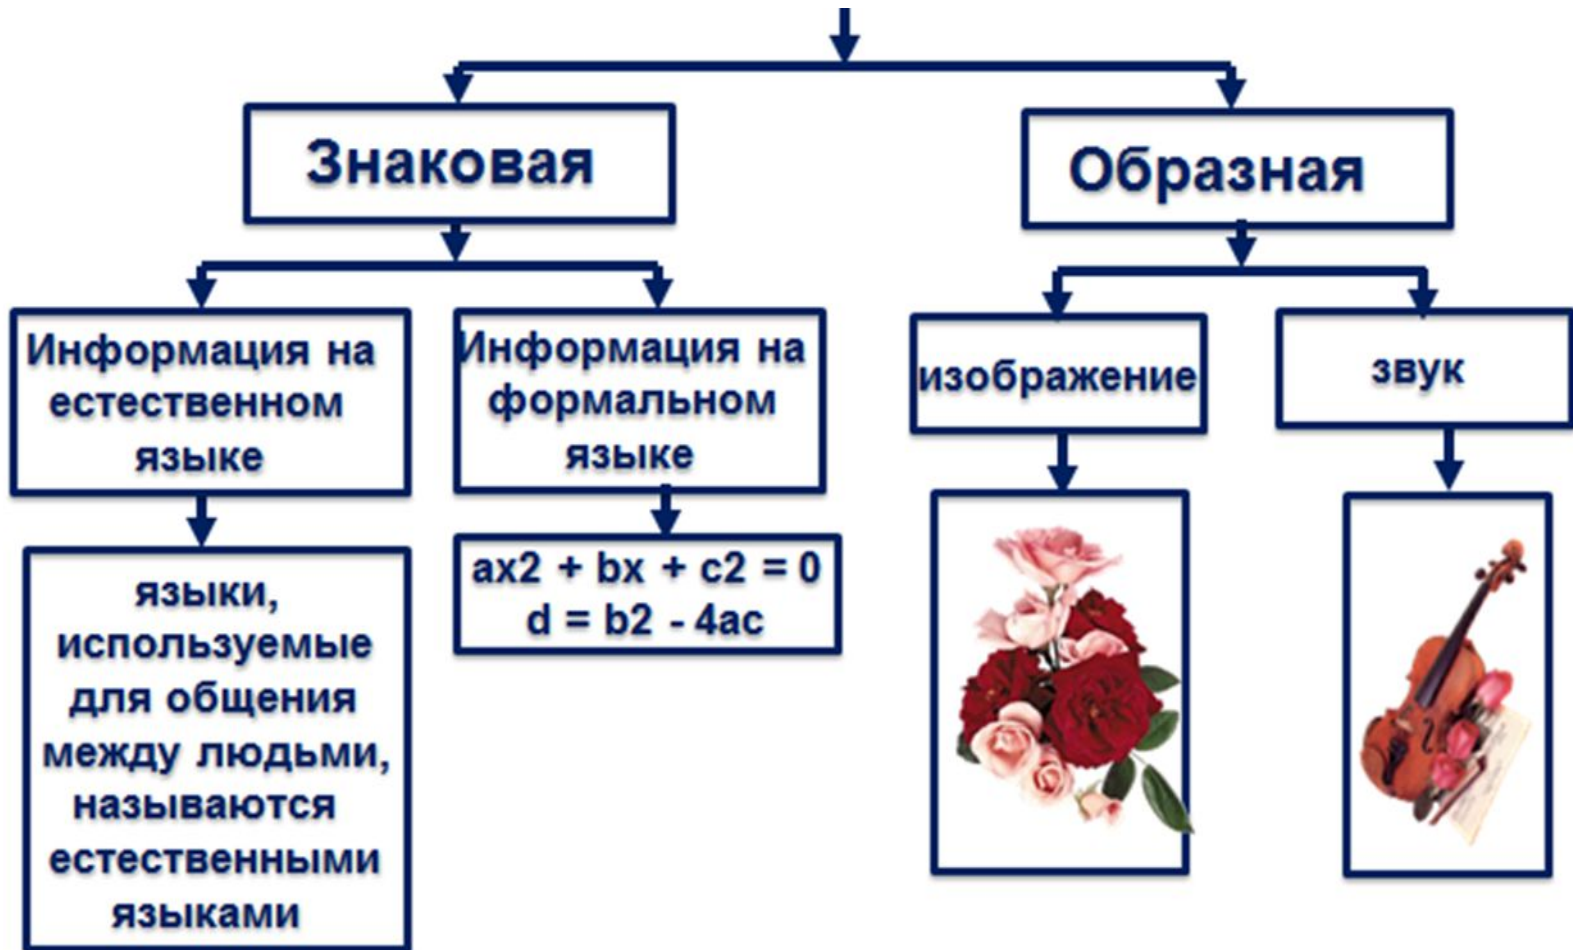 Знаковая
Образная
Информация на
естественном
языке
Информация на
формальном
языке
изображение
звук
языки,
используемые
для общения
между людьми,
называются
естественными
языками
ax2 + bx + c2 = 0
d = b2 - 4ac